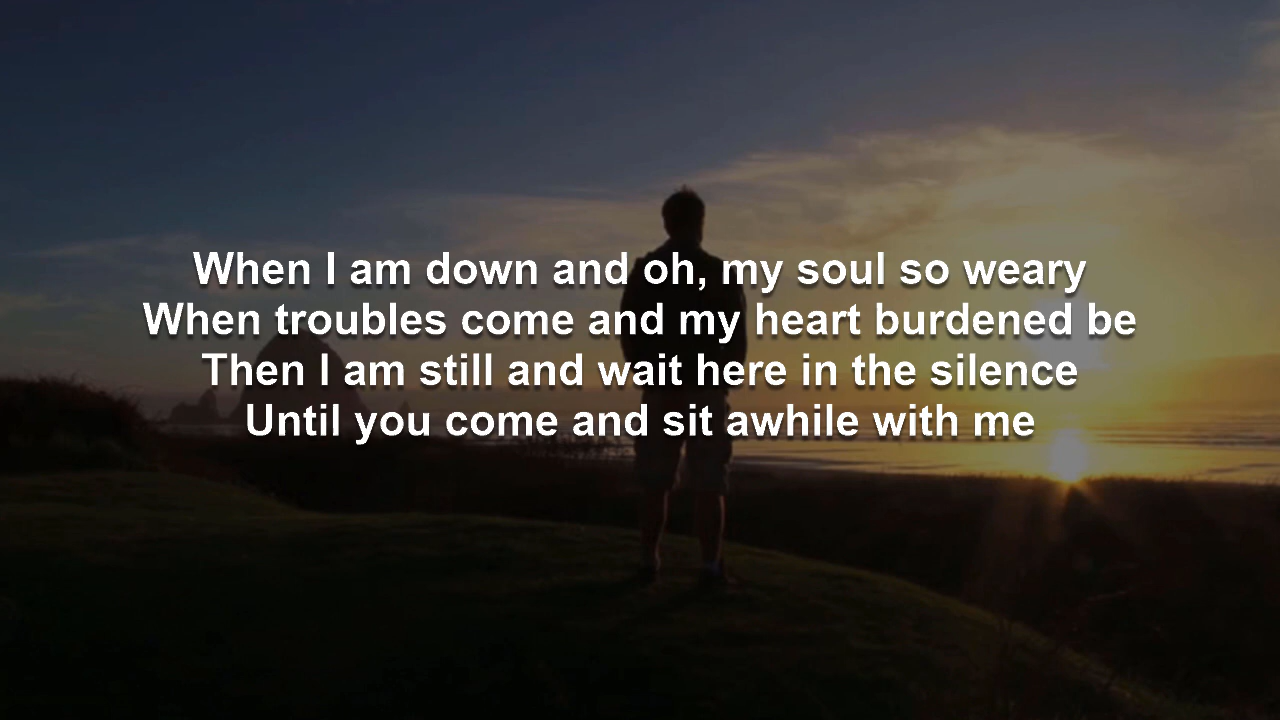 When I am down and oh, my soul so weary
When troubles come and my heart burdened be
Then I am still and wait here in the silence
Until you come and sit awhile with me